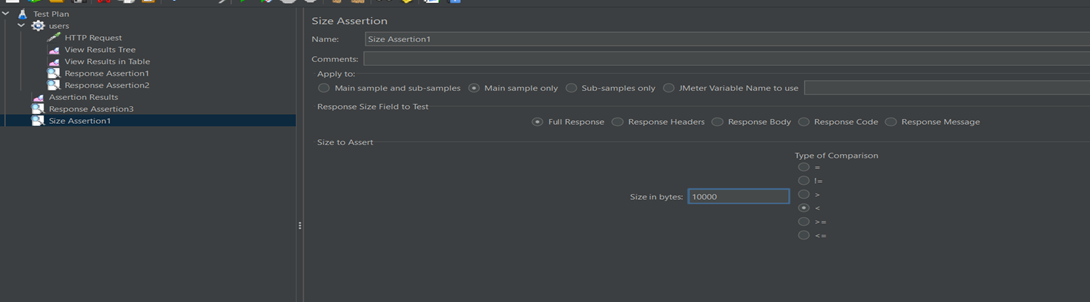 Test Plan
users
HTTP Request
View Results Tree
View Results in Table
Response Assertion1
Response Assertion2
Assertion Results
Response Assertion3
Size Assertion1
Size Assertion
Name: Size Assertion1
Comments:
Apply to:
Main sample and sub-samples Main sample only Sub-samples only JMeter Variable Name to use
Response Size Field to Test
Full Response Response Headers Response Body Response Code Response Message
Size to Assert
Type of Comparison
=
!=
Size in bytes: 10000
>
<
>=
<=